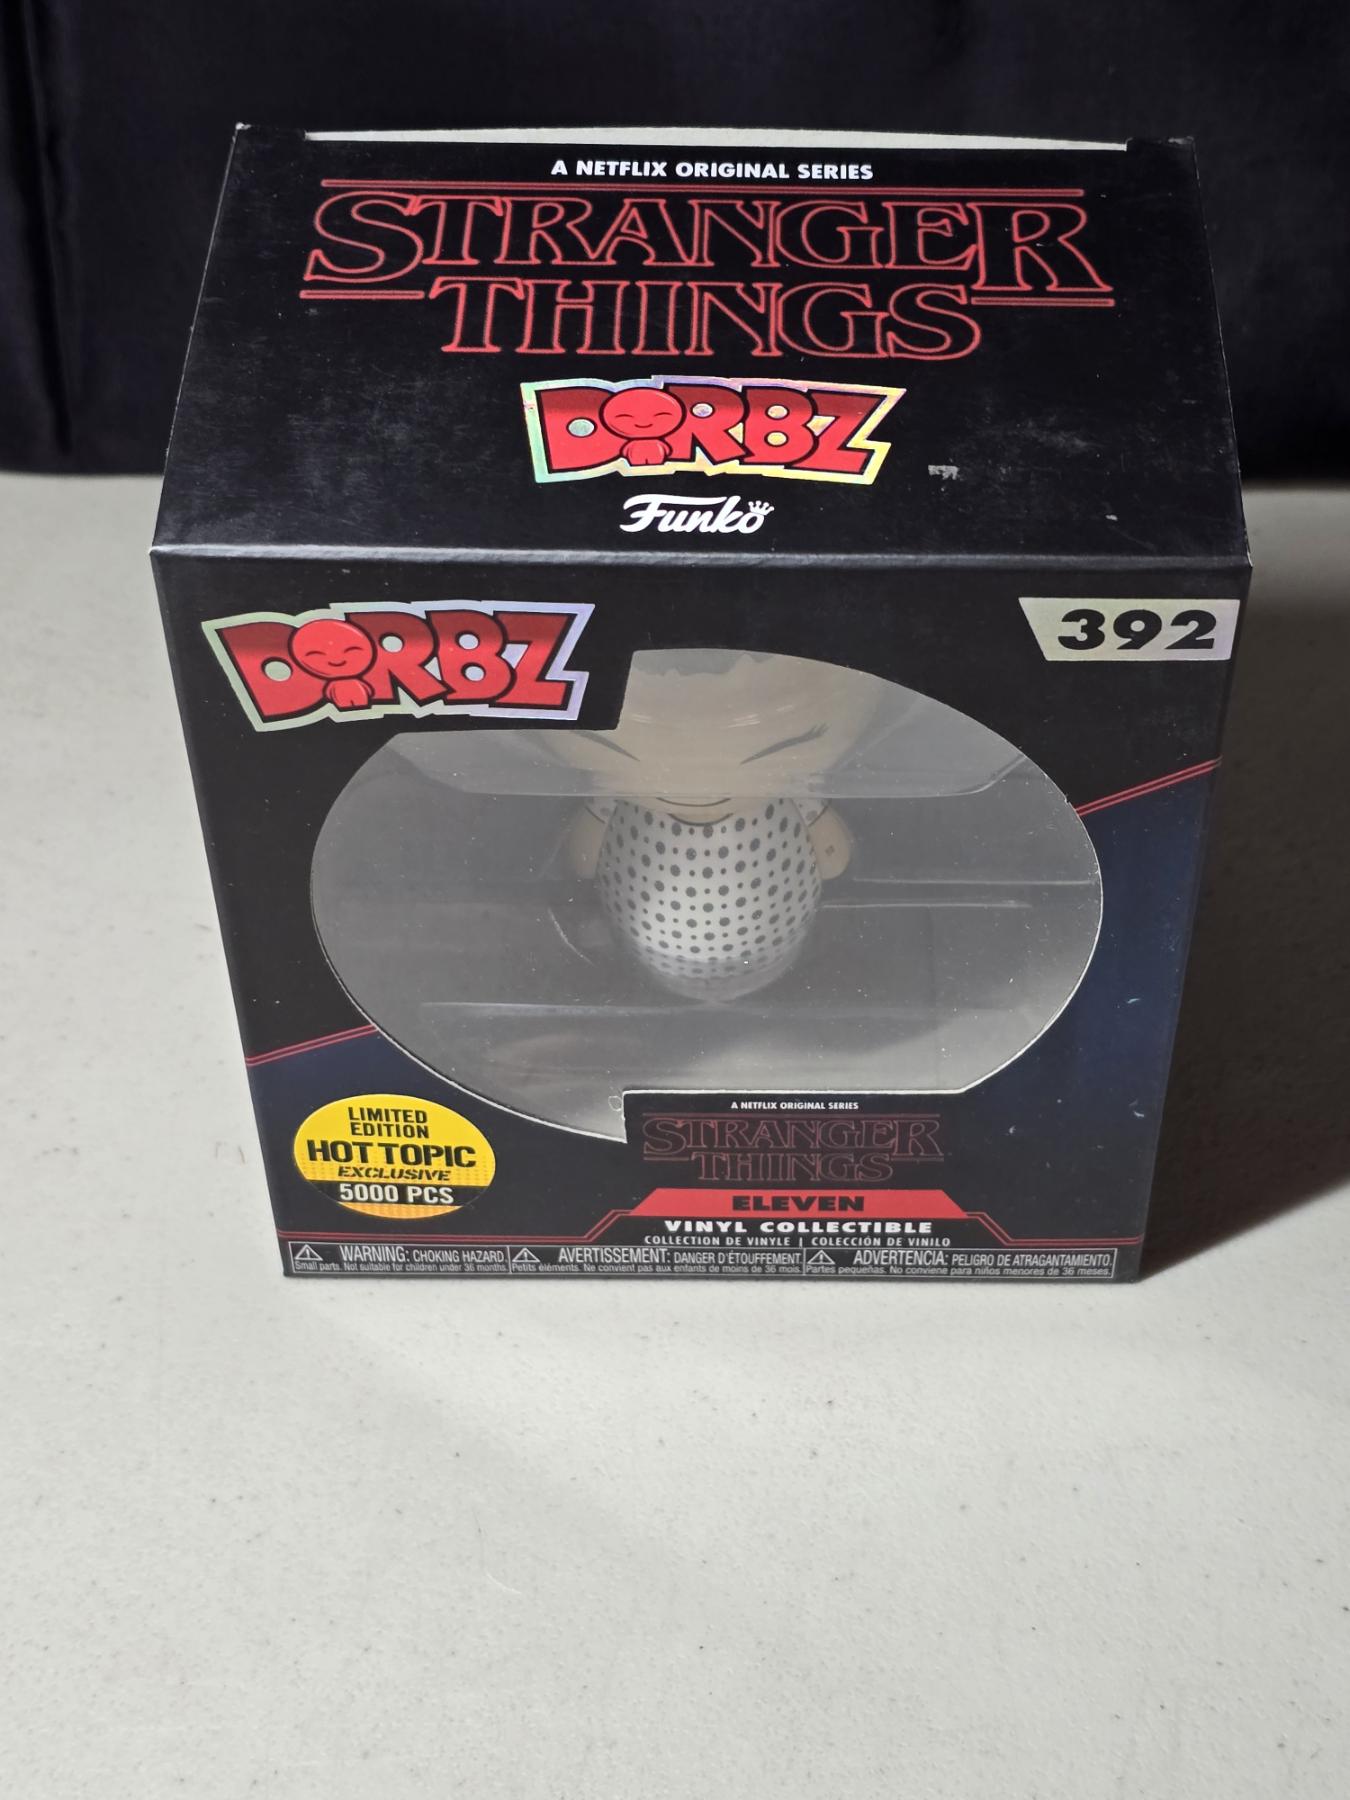 A NETFLIX ORIGINAL SERIES
STRANGER
THINGS
DORBZ
Funko
DORBZ
392
LIMITED
EDITION
HOT TOPIC
EXCLUSIVE
5000 PCS
A NETFLIX ORIGINAL SERIES
STRANGER
THINGS
ELEVEN
VINYL COLLECTIBLE
COLLECTION DE VINYLE | COLECCIÓN DE VINILO
WARNING: CHOKING HAZARD.
Small parts. Not suitable for children under 36 months.
AVERTISSEMENT: DANGER D'ÉTOUFFEMENT.
Petits éléments. Ne convient pas aux enfants de moins de 36 mois.
ADVERTENCIA: PELIGRO DE ATRAGANTAMIENTO.
Partes pequeñas. No conviene para niños menores de 36 meses.